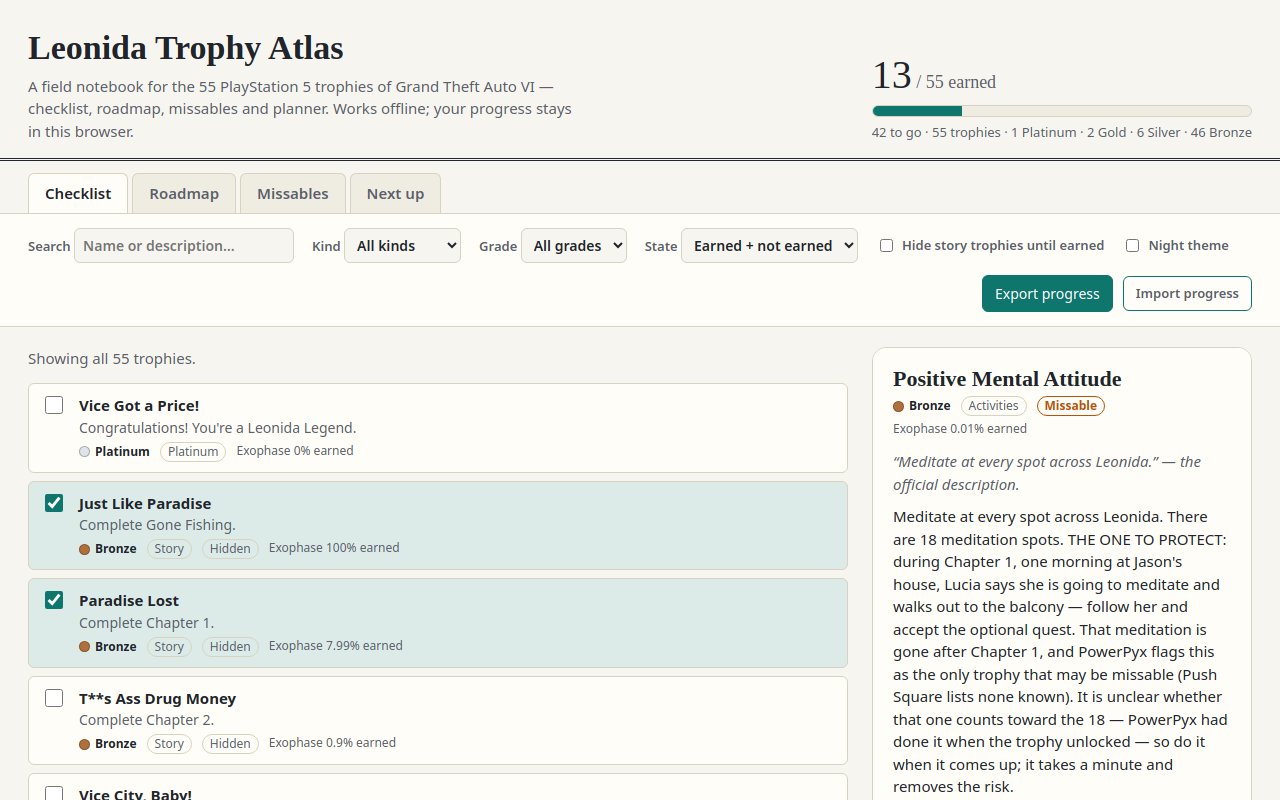 Leonida Trophy Atlas
A field notebook for the 55 PlayStation 5 trophies of Grand Theft Auto VI —
checklist, roadmap, missables and planner. Works offline; your progress stays
in this browser.
13 / 55 earned
42 to go · 55 trophies · 1 Platinum · 2 Gold · 6 Silver · 46 Bronze
Checklist Roadmap Missables Next up
Search Name or description... Kind All kinds Grade All grades State Earned + not earned Hide story trophies until earned Night theme
Export progress Import progress
Showing all 55 trophies.
Vice Got a Price!
Congratulations! You're a Leonida Legend.
Platinum Platinum Exophase 0% earned
Just Like Paradise
Complete Gone Fishing.
Bronze Story Hidden Exophase 100% earned
Paradise Lost
Complete Chapter 1.
Bronze Story Hidden Exophase 7.99% earned
T**s Ass Drug Money
Complete Chapter 2.
Bronze Story Hidden Exophase 0.9% earned
Vice City, Baby!
Positive Mental Attitude
Bronze Activities Missable
Exophase 0.01% earned
“Meditate at every spot across Leonida.” — the
official description.
Meditate at every spot across Leonida. There
are 18 meditation spots. THE ONE TO PROTECT:
during Chapter 1, one morning at Jason's
house, Lucia says she is going to meditate and
walks out to the balcony — follow her and
accept the optional quest. That meditation is
gone after Chapter 1, and PowerPyx flags this
as the only trophy that may be missable (Push
Square lists none known). It is unclear whether
that one counts toward the 18 — PowerPyx had
done it when the trophy unlocked — so do it
when it comes up; it takes a minute and
removes the risk.